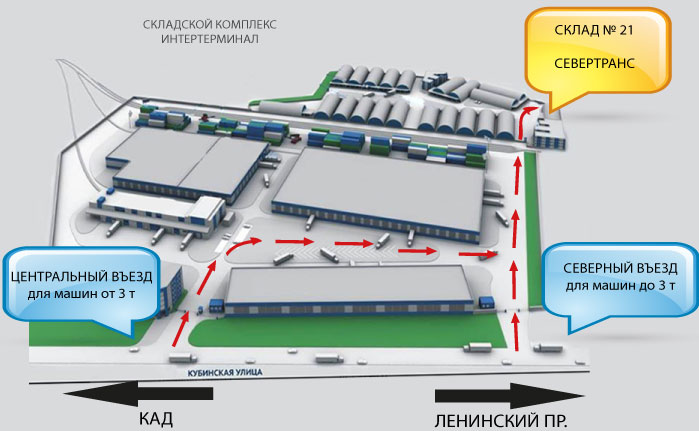 СКЛАДСКОЙ КОМПЛЕКС
ИНТЕРТЕРМИНАЛ
СКЛАД № 21
СЕВЕРТРАНС
ЦЕНТРАЛЬНЫЙ ВЪЕЗД
для машин от 3 т
СЕВЕРНЫЙ ВЪЕЗД
для машин до 3 т
КУБИНСКАЯ УЛИЦА
КАД
ЛЕНИНСКИЙ ПР.